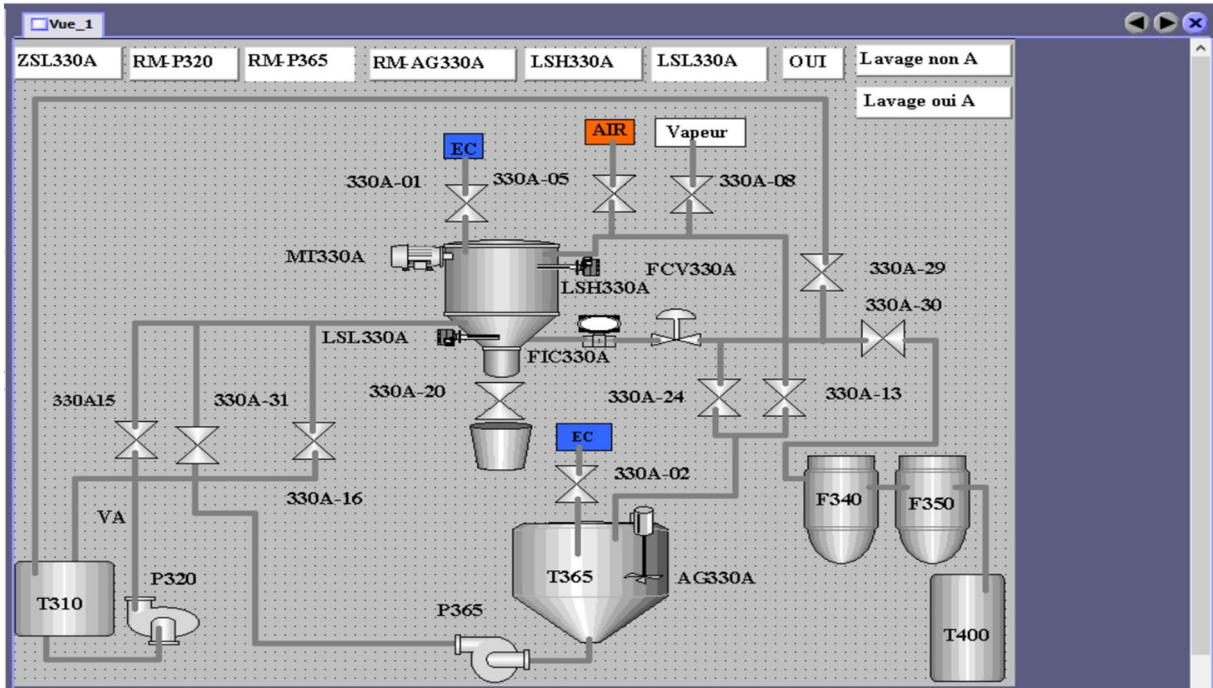 Vue_1
ZSL330A
RM-P320
RM-P365
RM-AG330A
LSH330A
LSL330A
OUI
Lavage non A
Lavage oui A
AIR
Vapeur
EC
330A-01
330A-05
330A-08
MT330A
FCV330A
330A-29
LSH330A
330A-30
LSL330A
FIC330A
330A15
330A-31
330A-20
330A-24
330A-13
EC
330A-02
330A-16
VA
F340
F350
P320
T365
AG330A
T310
P365
T400